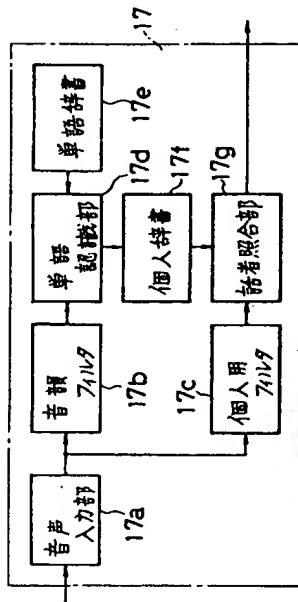 17
音声
入力部
17a
音韻
フィルタ
17b
単語
認識部
17d
単語辞書
17e
個人辞書
17f
個人用
フィルタ
17c
話者照合部
17g